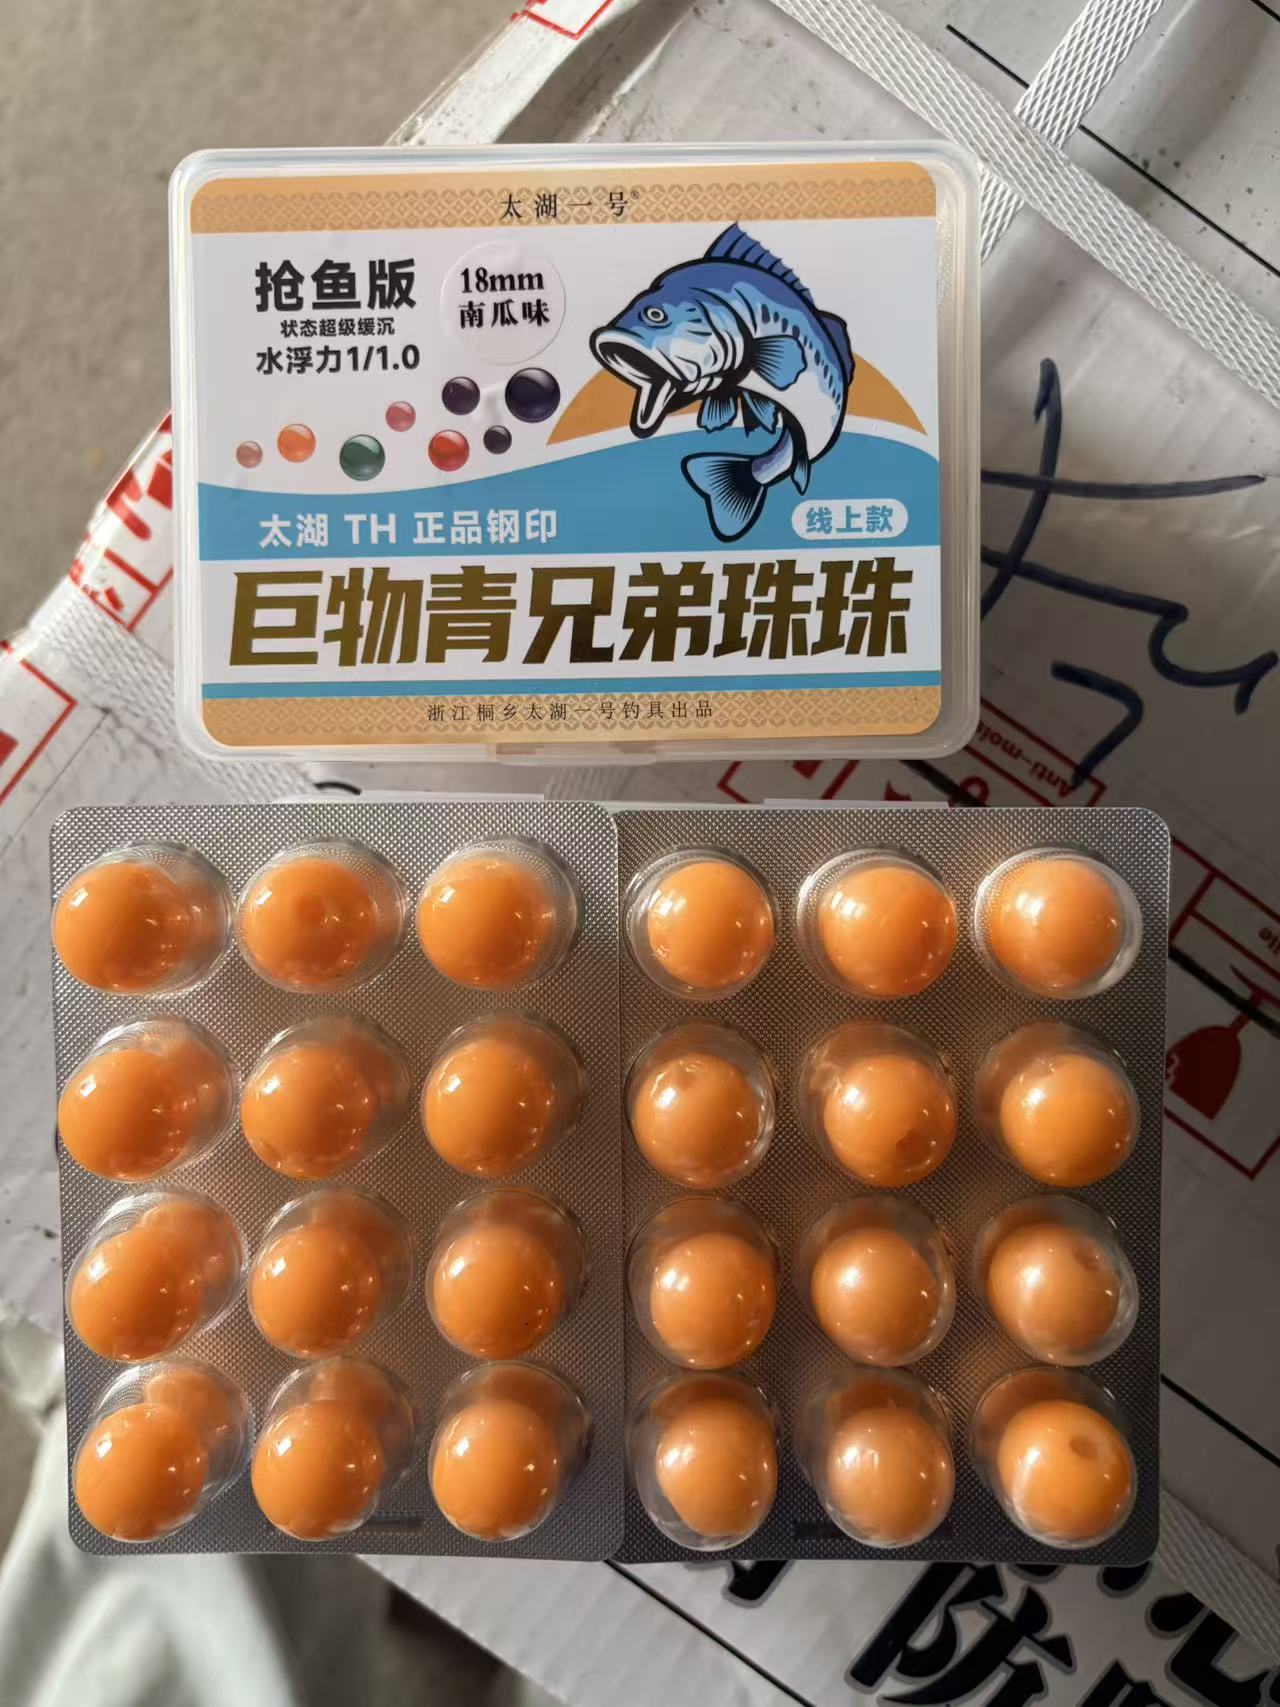 太湖一号®
抢鱼版
状态超级缓沉
水浮力1/1.0
18mm
南瓜味
太湖 TH 正品钢印
线上款
巨物青兄弟珠珠
浙江桐乡太湖一号钓具出品
防